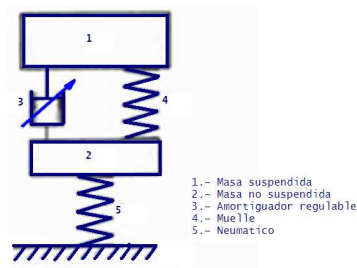 1
3
4
2
5
1.- Masa suspendida
2.- Masa no suspendida
3.- Amortiguador regulable
4.- Muelle
5.- Neumatico